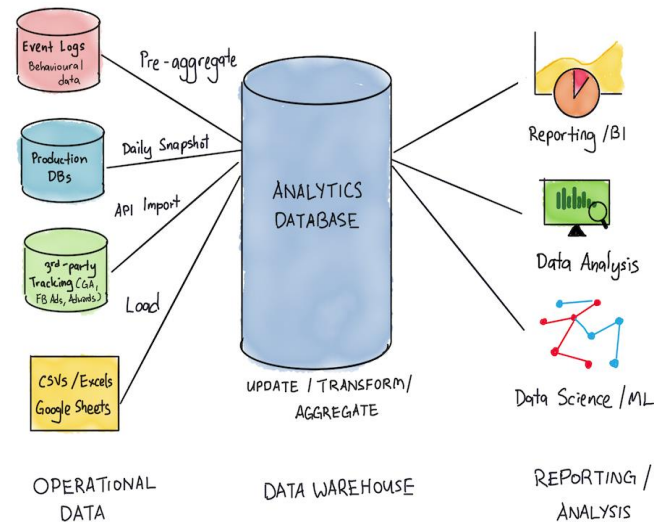 Event Logs
Behavioural
data
Pre-aggregate
Production
DBs
Daily Snapshot
API Import
3rd-party
Tracking (GA,
FB Ads, Adwords)
Load
CSVs / Excels
Google Sheets
ANALYTICS
DATABASE
UPDATE / TRANSFORM /
AGGREGATE
Reporting / BI
Data Analysis
Data Science / ML
OPERATIONAL
DATA
DATA WAREHOUSE
REPORTING /
ANALYSIS